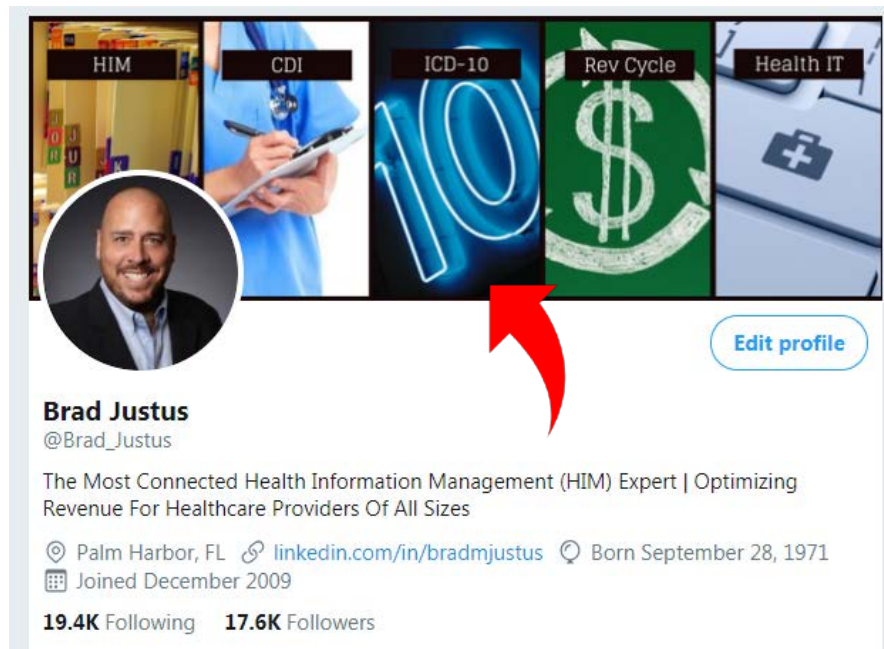 HIM
CDI
ICD-10
Rev Cycle
Health IT
J
O
R
J
U
R
K
10
$
Edit profile
Brad Justus
@Brad_Justus
The Most Connected Health Information Management (HIM) Expert | Optimizing
Revenue For Healthcare Providers Of All Sizes
Palm Harbor, FL linkedin.com/in/bradmjustus Born September 28, 1971
Joined December 2009
19.4K Following 17.6K Followers